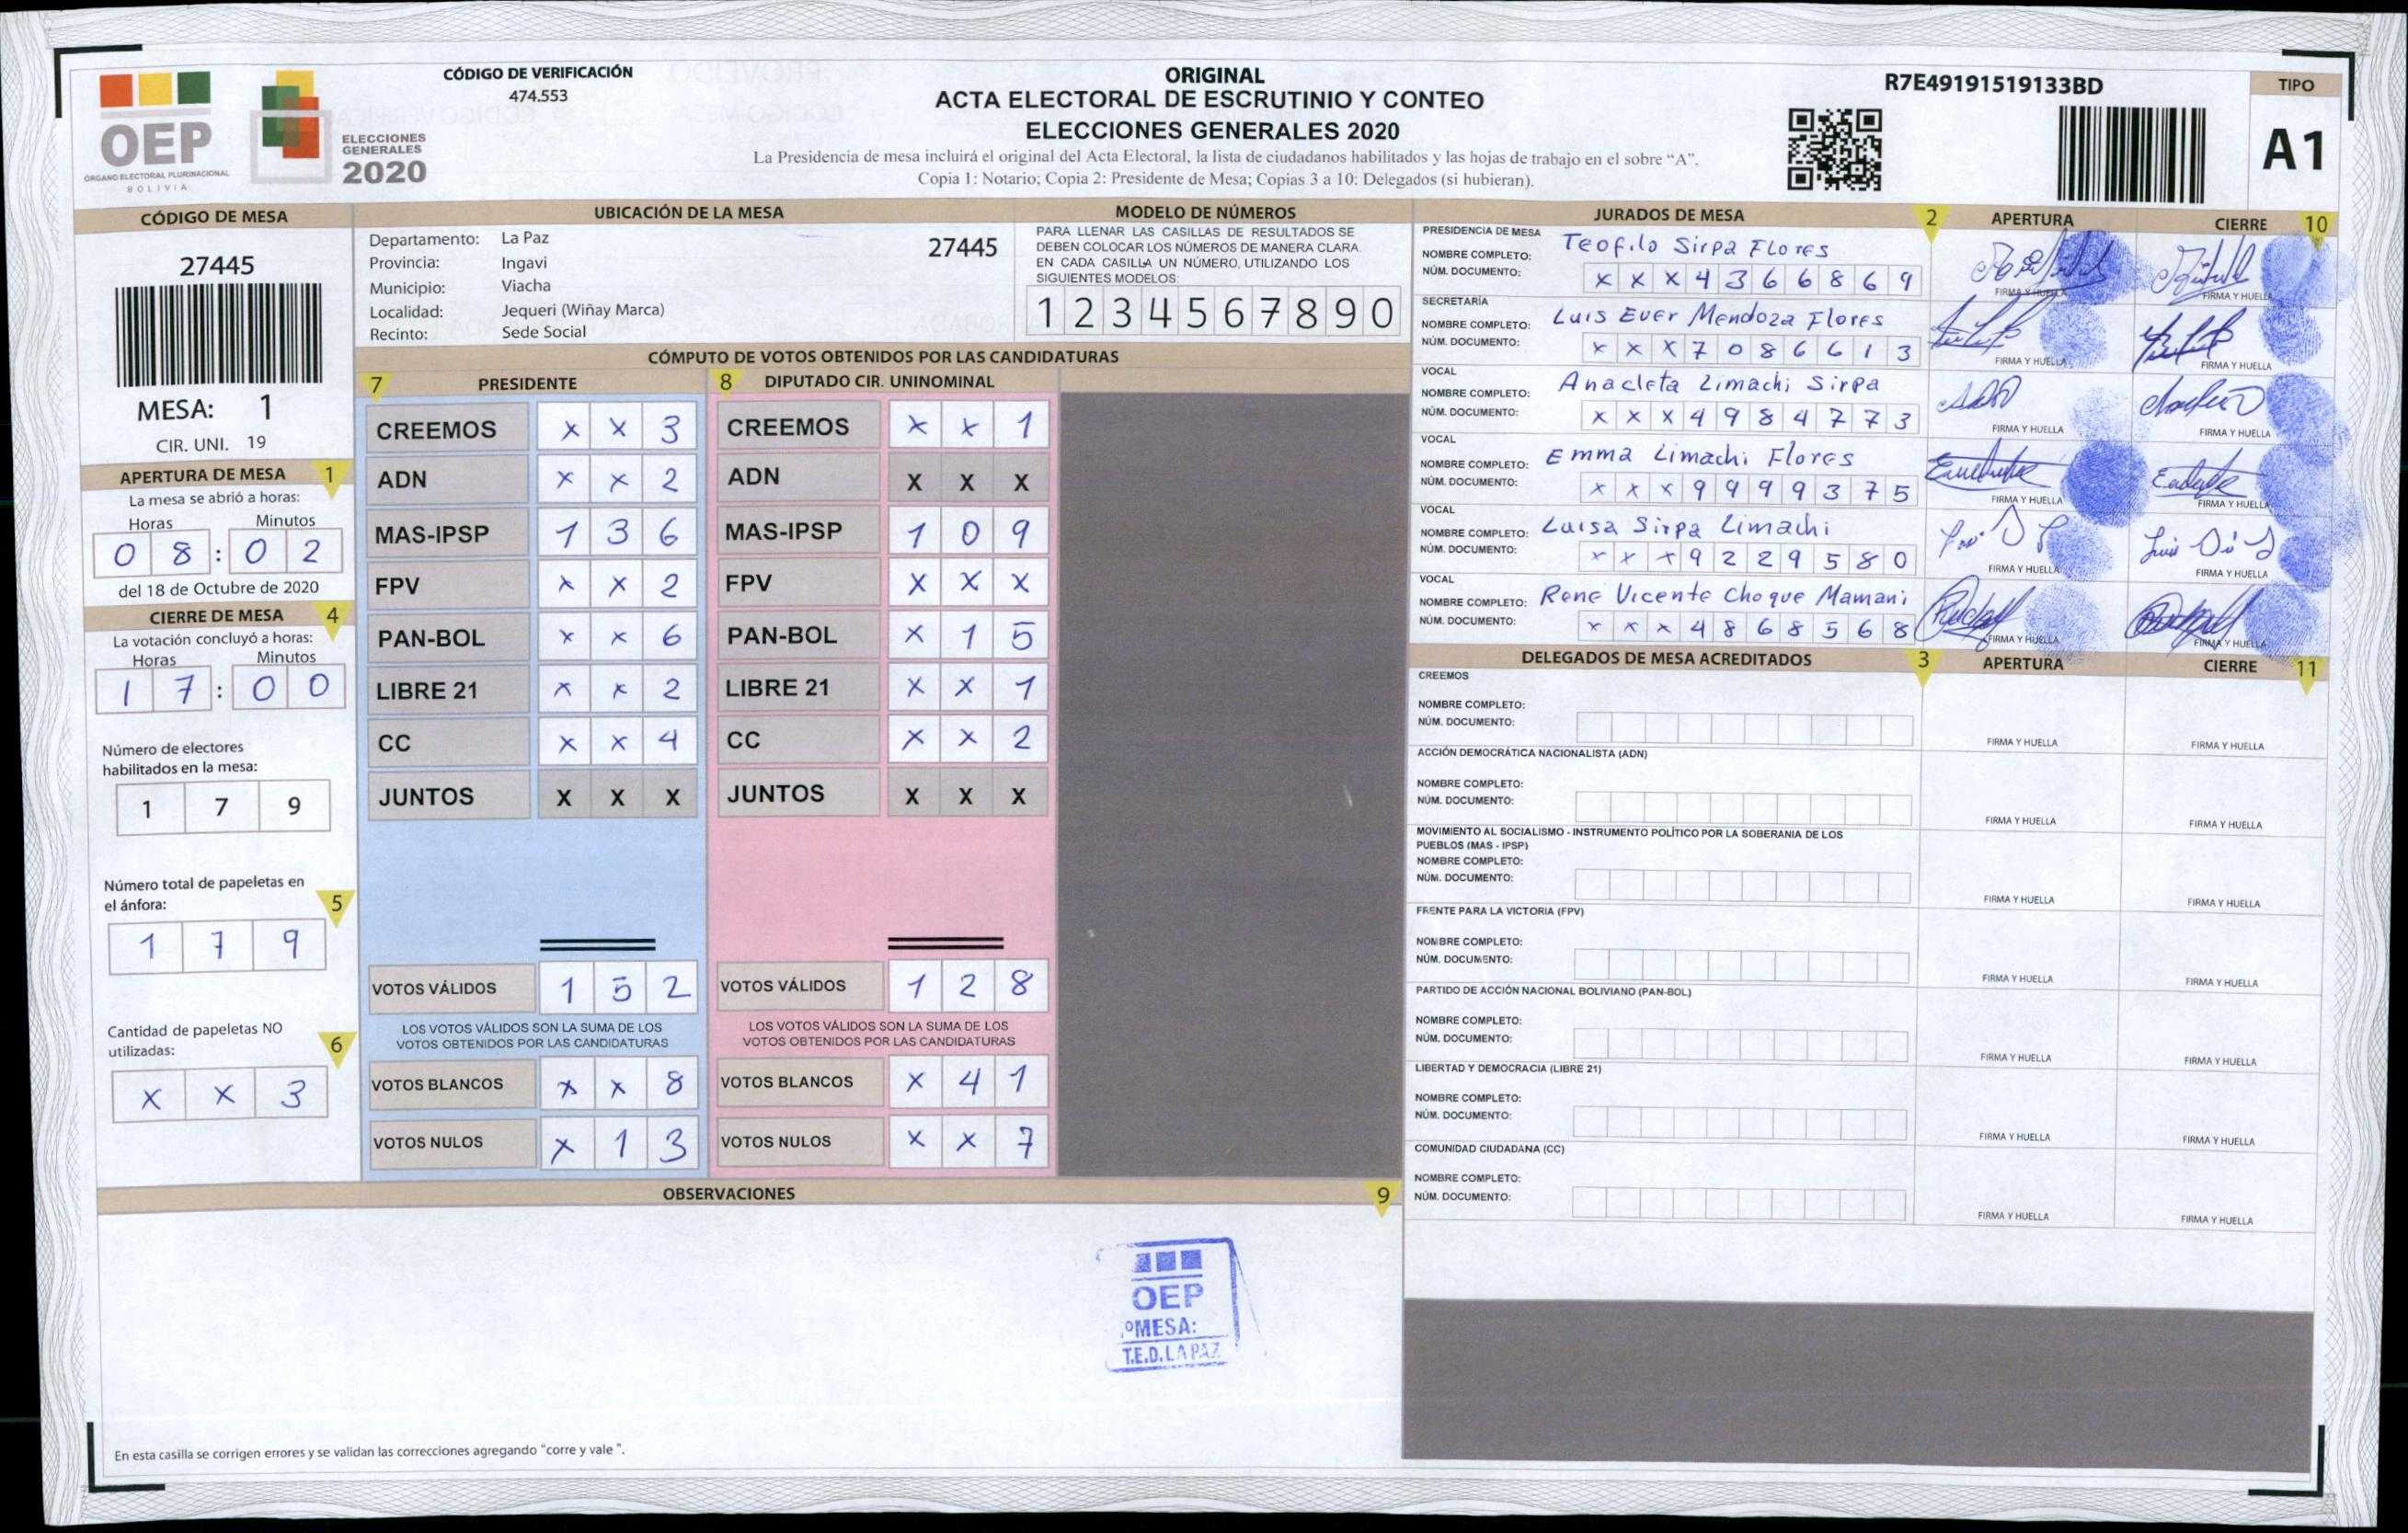 CÓDIGO DE VERIFICACIÓN
474.553
ORIGINAL
ACTA ELECTORAL DE ESCRUTINIO Y CONTEO
ELECCIONES GENERALES 2020
La Presidencia de mesa incluirá el original del Acta Electoral, la lista de ciudadanos habilitados y las hojas de trabajo en el sobre "A".
Copia 1: Notario; Copia 2: Presidente de Mesa; Copias 3 a 10: Delegados (si hubieran).
R7E49191519133BD
TIPO
A1
OEP
ÓRGANO ELECTORAL PLURINACIONAL
BOLIVIA
ELECCIONES
GENERALES
2020
CÓDIGO DE MESA
27445
MESA: 1
CIR. UNI. 19
APERTURA DE MESA 1
La mesa se abrió a horas:
Horas Minutos
0 8 : 0 2
del 18 de Octubre de 2020
CIERRE DE MESA 4
La votación concluyó a horas:
Horas Minutos
1 7 : 0 0
Número de electores
habilitados en la mesa:
1 7 9
Número total de papeletas en
el ánfora: 5
1 7 9
Cantidad de papeletas NO
utilizadas: 6
x x 3
UBICACIÓN DE LA MESA
Departamento: La Paz 27445
Provincia: Ingavi
Municipio: Viacha
Localidad: Jequeri (Wiñay Marca)
Recinto: Sede Social
MODELO DE NÚMEROS
PARA LLENAR LAS CASILLAS DE RESULTADOS SE
DEBEN COLOCAR LOS NÚMEROS DE MANERA CLARA
EN CADA CASILLA UN NÚMERO, UTILIZANDO LOS
SIGUIENTES MODELOS:
1 2 3 4 5 6 7 8 9 0
CÓMPUTO DE VOTOS OBTENIDOS POR LAS CANDIDATURAS
7 PRESIDENTE
CREEMOS x x 3
ADN x x 2
MAS-IPSP 1 3 6
FPV x x 2
PAN-BOL x x 6
LIBRE 21 x x 2
CC x x 4
JUNTOS X X X
VOTOS VÁLIDOS 1 5 2
LOS VOTOS VÁLIDOS SON LA SUMA DE LOS
VOTOS OBTENIDOS POR LAS CANDIDATURAS
VOTOS BLANCOS x x 8
VOTOS NULOS x 1 3
8 DIPUTADO CIR. UNINOMINAL
CREEMOS x x 1
ADN X X X
MAS-IPSP 1 0 9
FPV X X X
PAN-BOL x 1 5
LIBRE 21 x x 1
CC x x 2
JUNTOS X X X
VOTOS VÁLIDOS 1 2 8
LOS VOTOS VÁLIDOS SON LA SUMA DE LOS
VOTOS OBTENIDOS POR LAS CANDIDATURAS
VOTOS BLANCOS x 4 1
VOTOS NULOS x x 7
OBSERVACIONES 9
OEP
MESA:
T.E.D. LA PAZ
En esta casilla se corrigen errores y se validan las correcciones agregando "corre y vale ".
JURADOS DE MESA 2 APERTURA CIERRE 10
PRESIDENCIA DE MESA
NOMBRE COMPLETO: Teofilo Sirpa Flores
NÚM. DOCUMENTO: x x x 4 3 6 6 8 6 9
FIRMA Y HUELLA FIRMA Y HUELLA
SECRETARÍA
NOMBRE COMPLETO: Luis Ever Mendoza Flores
NÚM. DOCUMENTO: x x x 7 0 8 6 6 1 3
FIRMA Y HUELLA FIRMA Y HUELLA
VOCAL
NOMBRE COMPLETO: Anacleta Limachi Sirpa
NÚM. DOCUMENTO: x x x 4 9 8 4 7 7 3
FIRMA Y HUELLA FIRMA Y HUELLA
VOCAL
NOMBRE COMPLETO: Emma Limachi Flores
NÚM. DOCUMENTO: x x x 9 9 9 9 3 7 5
FIRMA Y HUELLA FIRMA Y HUELLA
VOCAL
NOMBRE COMPLETO: Luisa Sirpa Limachi
NÚM. DOCUMENTO: x x x 9 2 2 9 5 8 0
FIRMA Y HUELLA FIRMA Y HUELLA
VOCAL
NOMBRE COMPLETO: Rene Vicente Choque Mamani
NÚM. DOCUMENTO: x x x 4 8 6 8 5 6 8
FIRMA Y HUELLA FIRMA Y HUELLA
DELEGADOS DE MESA ACREDITADOS 3 APERTURA CIERRE 11
CREEMOS
NOMBRE COMPLETO:
NÚM. DOCUMENTO:
FIRMA Y HUELLA FIRMA Y HUELLA
ACCIÓN DEMOCRÁTICA NACIONALISTA (ADN)
NOMBRE COMPLETO:
NÚM. DOCUMENTO:
FIRMA Y HUELLA FIRMA Y HUELLA
MOVIMIENTO AL SOCIALISMO - INSTRUMENTO POLÍTICO POR LA SOBERANIA DE LOS
PUEBLOS (MAS - IPSP)
NOMBRE COMPLETO:
NÚM. DOCUMENTO:
FIRMA Y HUELLA FIRMA Y HUELLA
FRENTE PARA LA VICTORIA (FPV)
NOMBRE COMPLETO:
NÚM. DOCUMENTO:
FIRMA Y HUELLA FIRMA Y HUELLA
PARTIDO DE ACCIÓN NACIONAL BOLIVIANO (PAN-BOL)
NOMBRE COMPLETO:
NÚM. DOCUMENTO:
FIRMA Y HUELLA FIRMA Y HUELLA
LIBERTAD Y DEMOCRACIA (LIBRE 21)
NOMBRE COMPLETO:
NÚM. DOCUMENTO:
FIRMA Y HUELLA FIRMA Y HUELLA
COMUNIDAD CIUDADANA (CC)
NOMBRE COMPLETO:
NÚM. DOCUMENTO:
FIRMA Y HUELLA FIRMA Y HUELLA